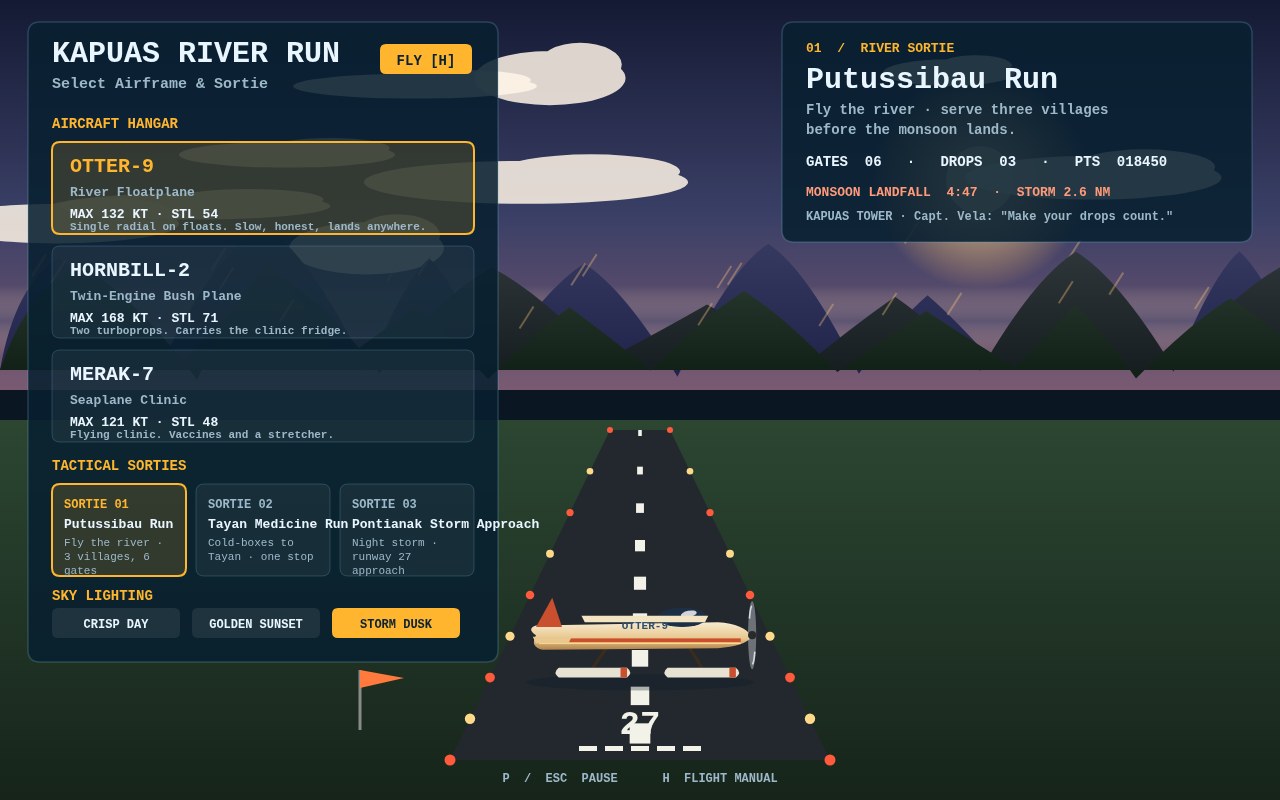 KAPUAS RIVER RUN
FLY [H]
Select Airframe & Sortie
AIRCRAFT HANGAR
OTTER-9
River Floatplane
MAX 132 KT · STL 54
Single radial on floats. Slow, honest, lands anywhere.
HORNBILL-2
Twin-Engine Bush Plane
MAX 168 KT · STL 71
Two turboprops. Carries the clinic fridge.
MERAK-7
Seaplane Clinic
MAX 121 KT · STL 48
Flying clinic. Vaccines and a stretcher.
TACTICAL SORTIES
SORTIE 01
Putussibau Run
Fly the river ·
3 villages, 6
gates
SORTIE 02
Tayan Medicine Run
Cold-boxes to
Tayan · one stop
SORTIE 03
Pontianak Storm Approach
Night storm ·
runway 27
approach
SKY LIGHTING
CRISP DAY
GOLDEN SUNSET
STORM DUSK
01 / RIVER SORTIE
Putussibau Run
Fly the river · serve three villages
before the monsoon lands.
GATES 06 · DROPS 03 · PTS 018450
MONSOON LANDFALL 4:47 · STORM 2.6 NM
KAPUAS TOWER · Capt. Vela: "Make your drops count."
OTTER-9
27
P / ESC PAUSE H FLIGHT MANUAL